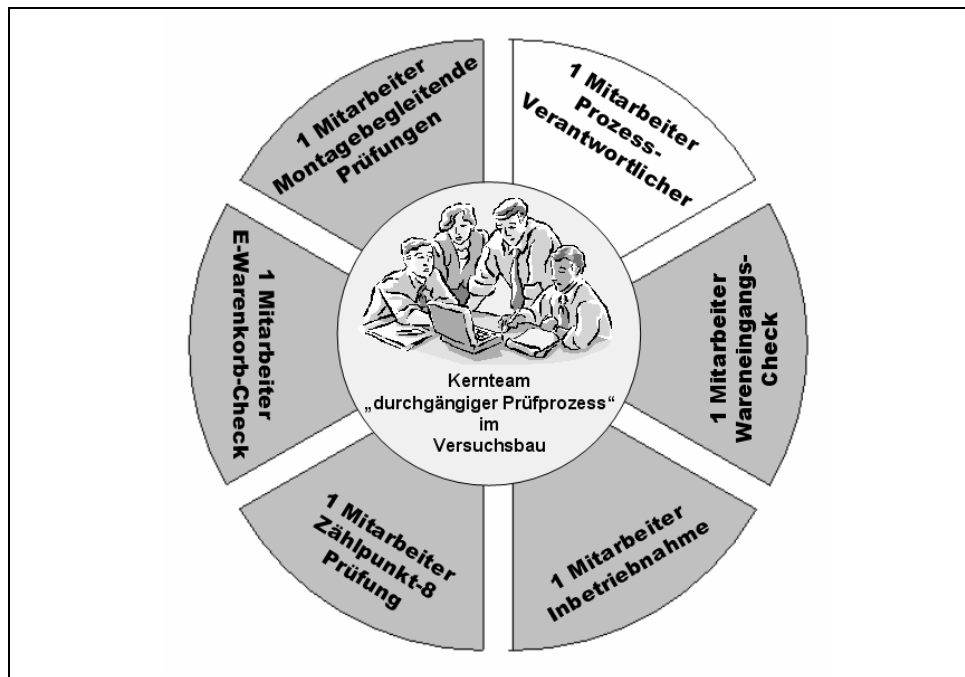 1 Mitarbeiter
Montagebegleitende
Prüfungen
1 Mitarbeiter
Prozess-
Verantwortlicher
1 Mitarbeiter
Wareneingangs-
Check
1 Mitarbeiter
Inbetriebnahme
1 Mitarbeiter
Zählpunkt-8
Prüfung
1 Mitarbeiter
E-Warenkorb-Check
Kernteam
„durchgängiger Prüfprozess“
im
Versuchsbau